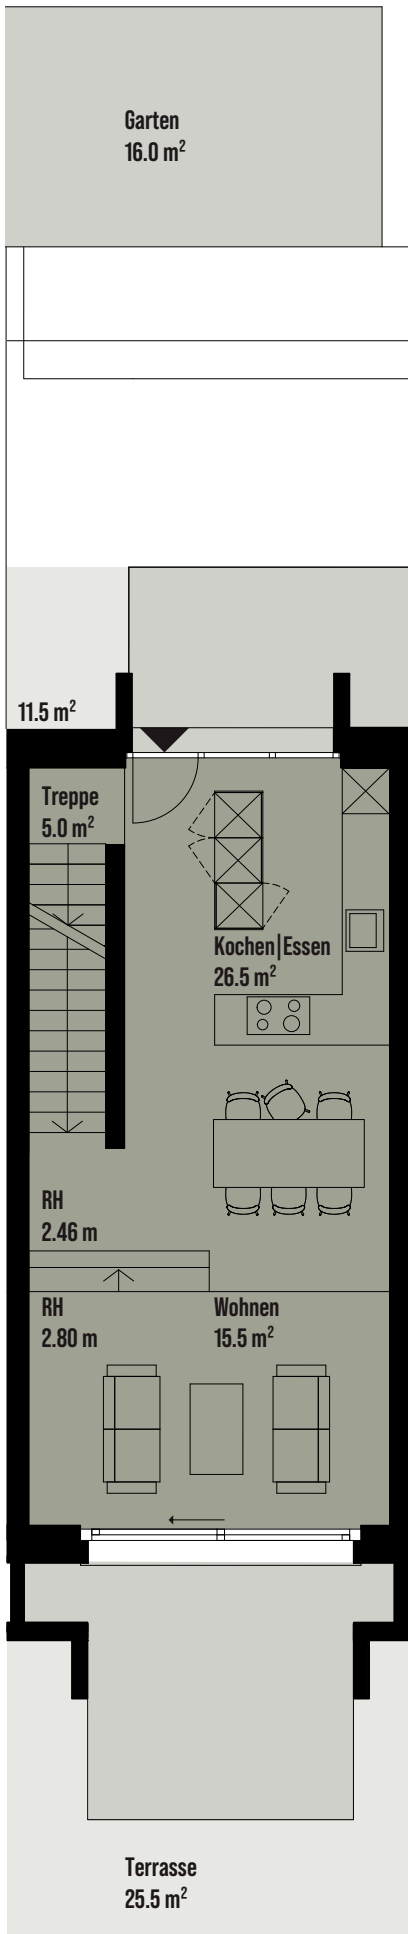 Garten
16.0 m²
11.5 m²
Treppe
5.0 m²
Kochen|Essen
26.5 m²
RH
2.46 m
RH
2.80 m
Wohnen
15.5 m²
Terrasse
25.5 m²